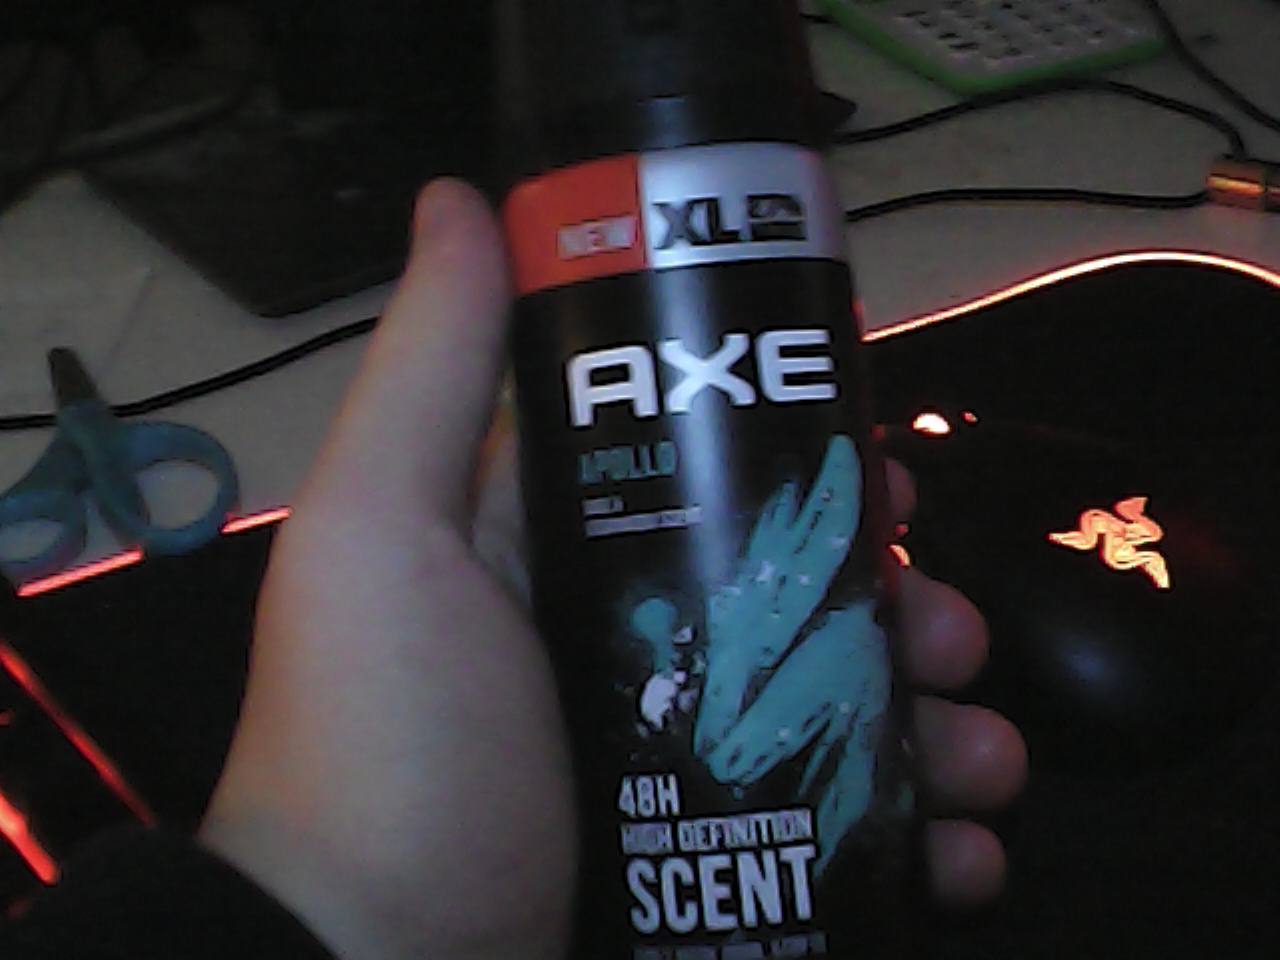 NEW XL
AXE
APOLLO
48H
HIGH DEFINITION
SCENT